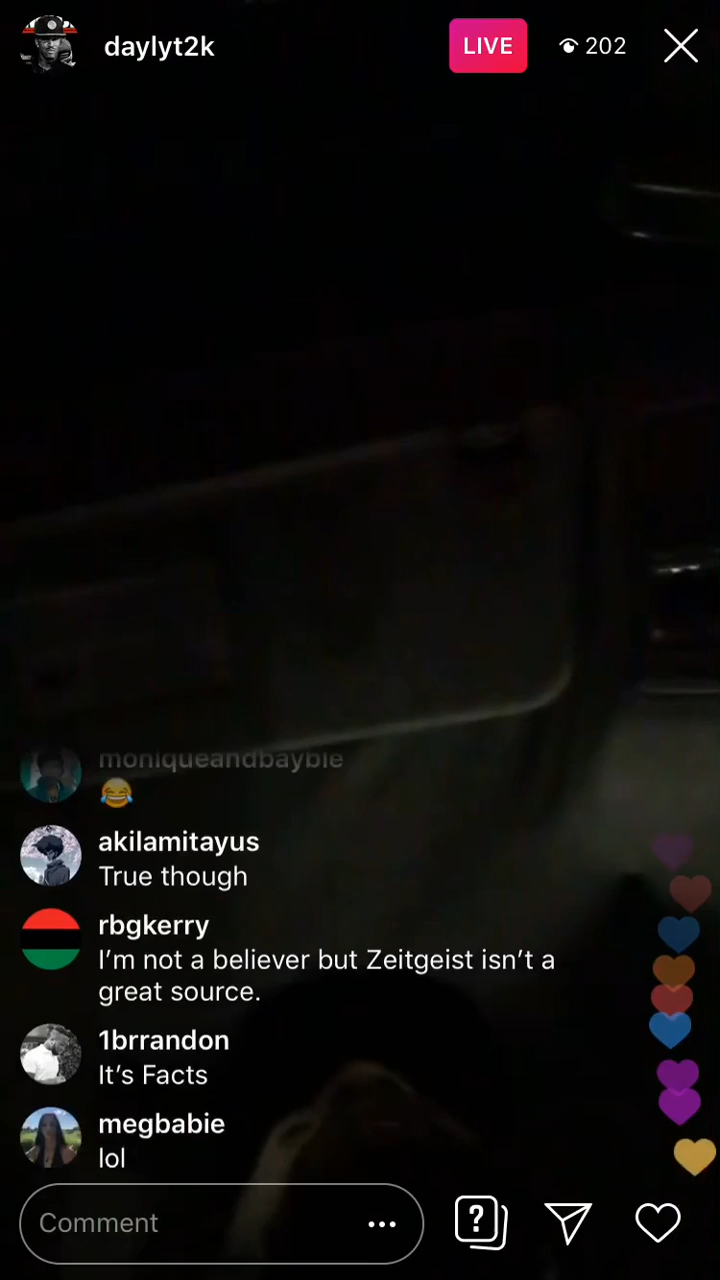 daylyt2k
LIVE
202
moniqueandbaybie
😂
akilamitayus
True though
rbgkerry
I’m not a believer but Zeitgeist isn’t a
great source.
1brrandon
It’s Facts
megbabie
lol
Comment